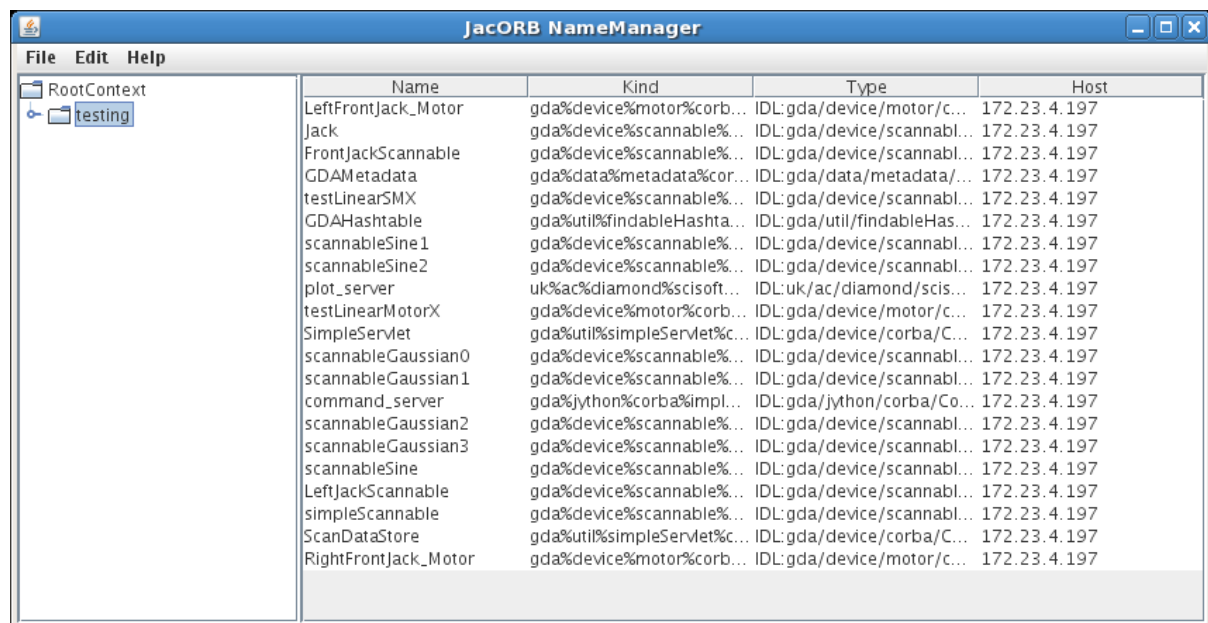 JacORB NameManager
File Edit Help
RootContext
testing
Name Kind Type Host
LeftFrontJack_Motor gda%device%motor%corb... IDL:gda/device/motor/c... 172.23.4.197
Jack gda%device%scannable%... IDL:gda/device/scannabl... 172.23.4.197
FrontJackScannable gda%device%scannable%... IDL:gda/device/scannabl... 172.23.4.197
GDAMetadata gda%data%metadata%cor... IDL:gda/data/metadata/... 172.23.4.197
testLinearSMX gda%device%scannable%... IDL:gda/device/scannabl... 172.23.4.197
GDAHashtable gda%util%findableHashta... IDL:gda/util/findableHas... 172.23.4.197
scannableSine1 gda%device%scannable%... IDL:gda/device/scannabl... 172.23.4.197
scannableSine2 gda%device%scannable%... IDL:gda/device/scannabl... 172.23.4.197
plot_server uk%ac%diamond%scisoft... IDL:uk/ac/diamond/scis... 172.23.4.197
testLinearMotorX gda%device%motor%corb... IDL:gda/device/motor/c... 172.23.4.197
SimpleServlet gda%util%simpleServlet%c... IDL:gda/device/corba/C... 172.23.4.197
scannableGaussian0 gda%device%scannable%... IDL:gda/device/scannabl... 172.23.4.197
scannableGaussian1 gda%device%scannable%... IDL:gda/device/scannabl... 172.23.4.197
command_server gda%jython%corba%impl... IDL:gda/jython/corba/Co... 172.23.4.197
scannableGaussian2 gda%device%scannable%... IDL:gda/device/scannabl... 172.23.4.197
scannableGaussian3 gda%device%scannable%... IDL:gda/device/scannabl... 172.23.4.197
scannableSine gda%device%scannable%... IDL:gda/device/scannabl... 172.23.4.197
LeftJackScannable gda%device%scannable%... IDL:gda/device/scannabl... 172.23.4.197
simpleScannable gda%device%scannable%... IDL:gda/device/scannabl... 172.23.4.197
ScanDataStore gda%util%simpleServlet%c... IDL:gda/device/corba/C... 172.23.4.197
RightFrontJack_Motor gda%device%motor%corb... IDL:gda/device/motor/c... 172.23.4.197